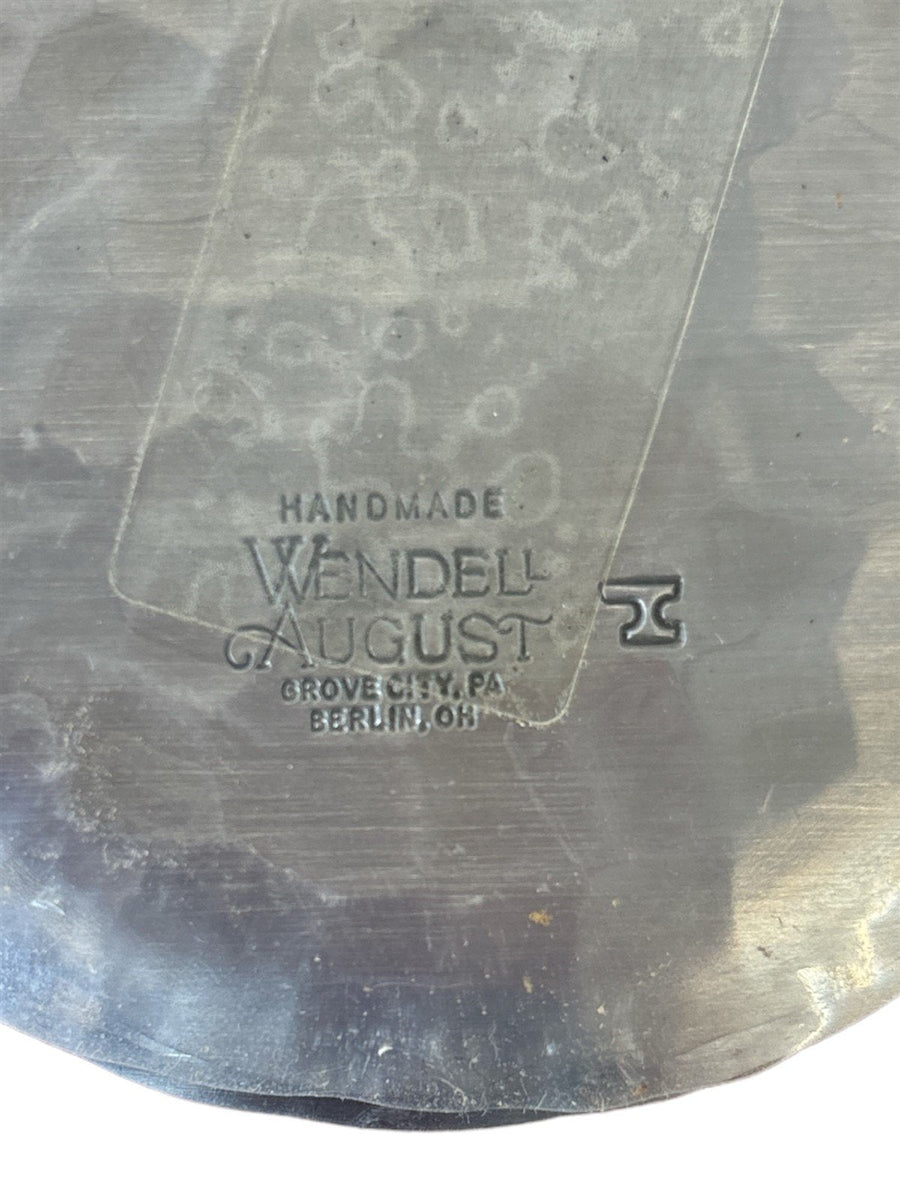 HANDMADE
WENDELL
AUGUST
GROVE CITY, PA
BERLIN, OH